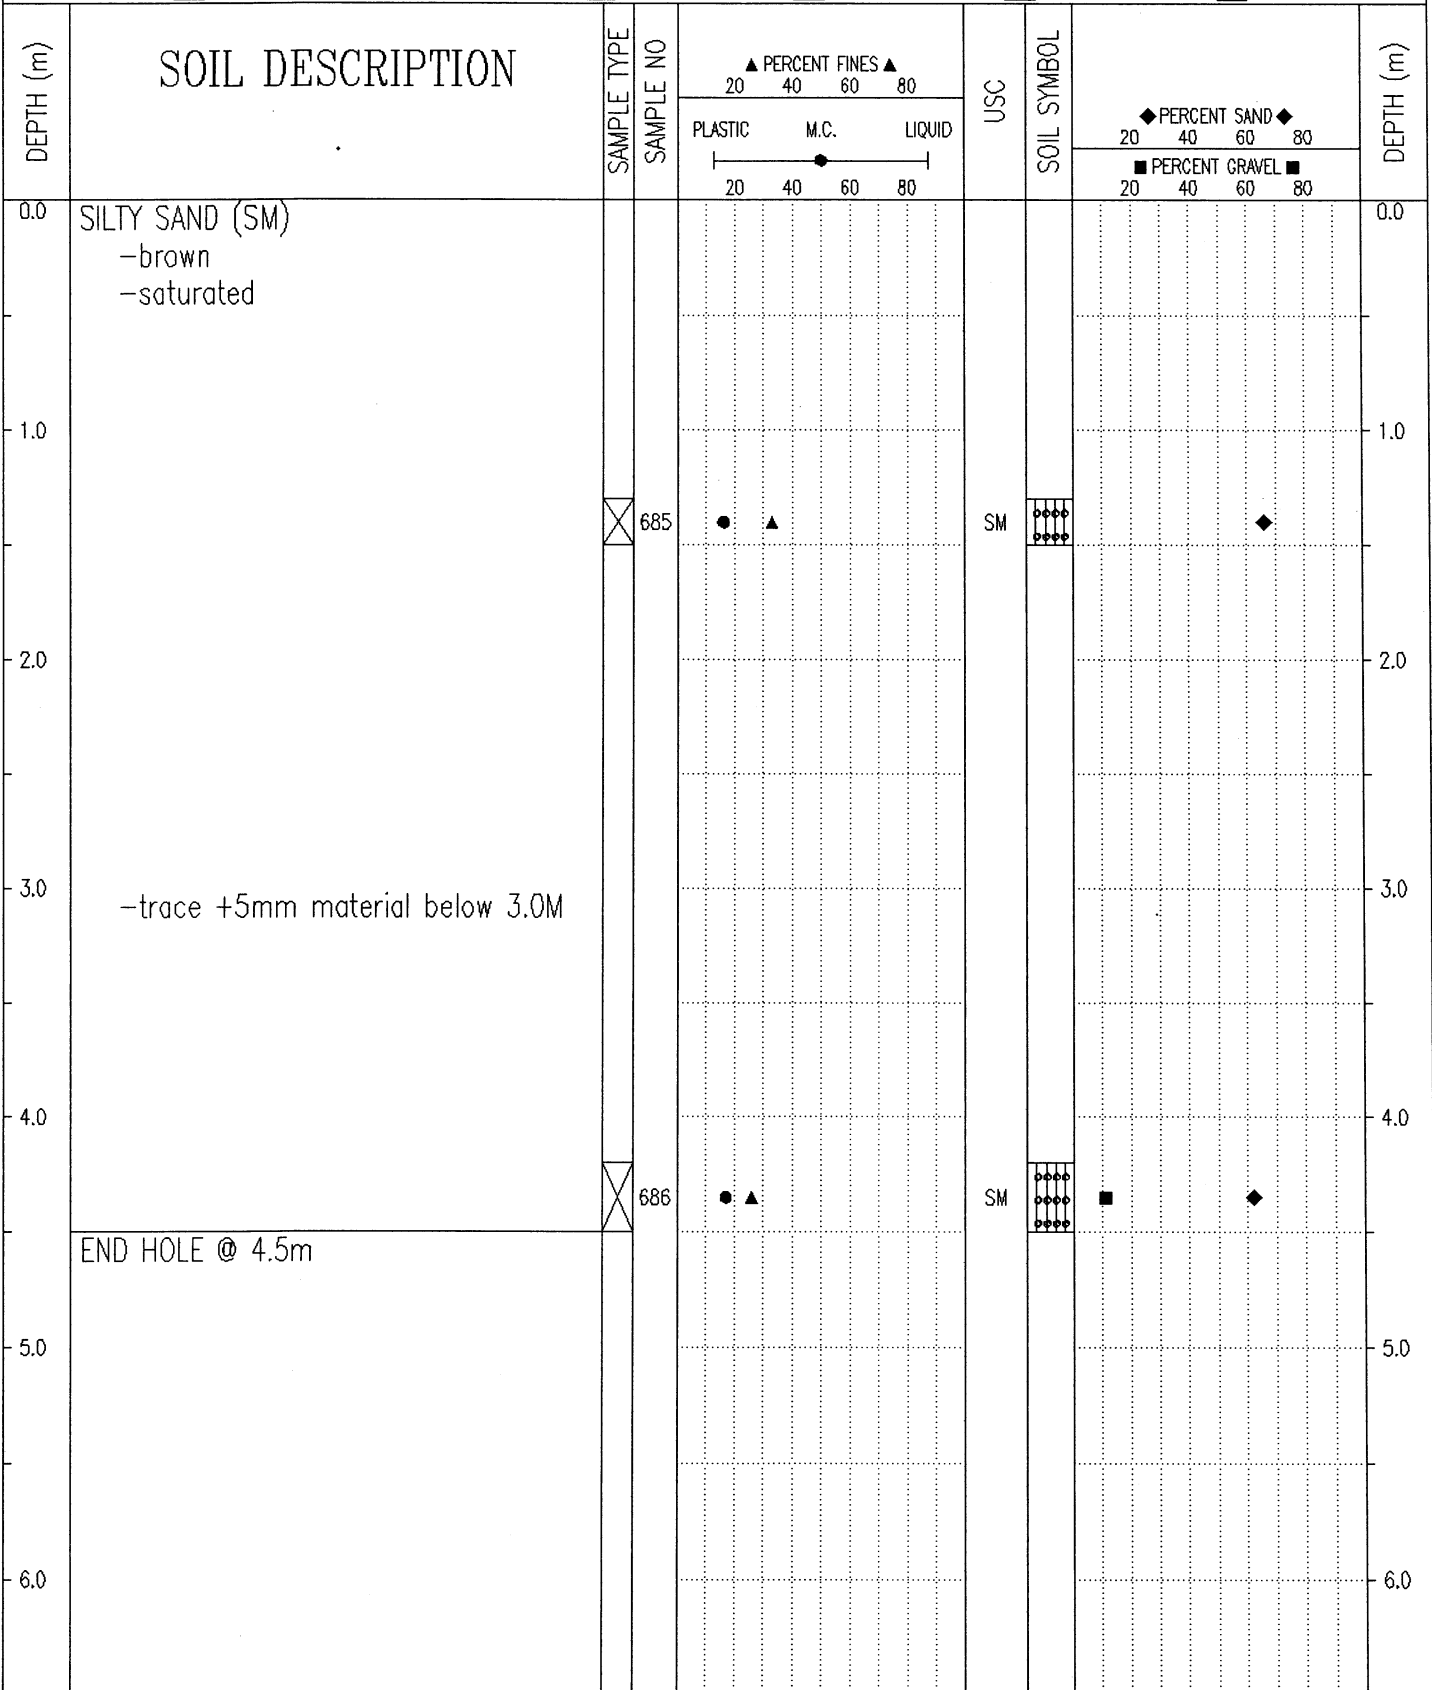 DEPTH (m)
SOIL DESCRIPTION
SAMPLE TYPE
SAMPLE NO
▲ PERCENT FINES ▲
20 40 60 80
PLASTIC M.C. LIQUID
20 40 60 80
USC
SOIL SYMBOL
◆ PERCENT SAND ◆
20 40 60 80
■ PERCENT GRAVEL ■
20 40 60 80
DEPTH (m)
0.0 SILTY SAND (SM) 0.0
-brown
-saturated
1.0 1.0
685 SM
2.0 2.0
3.0 3.0
-trace +5mm material below 3.0M
4.0 4.0
686 SM
END HOLE @ 4.5m
5.0 5.0
6.0 6.0